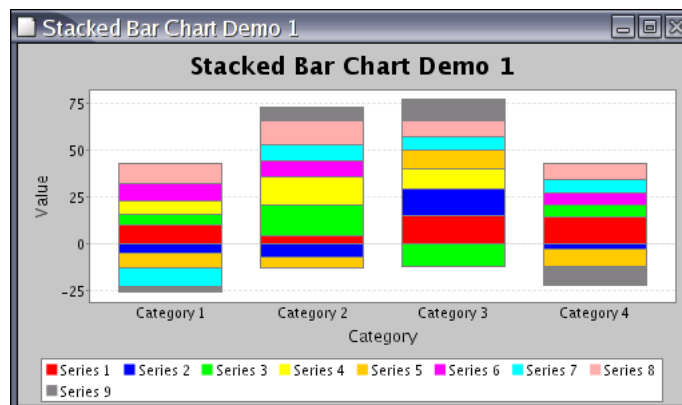 Stacked Bar Chart Demo 1
Stacked Bar Chart Demo 1
Value
75
50
25
0
-25
Category 1 Category 2 Category 3 Category 4
Category
Series 1 Series 2 Series 3 Series 4 Series 5 Series 6 Series 7 Series 8
Series 9